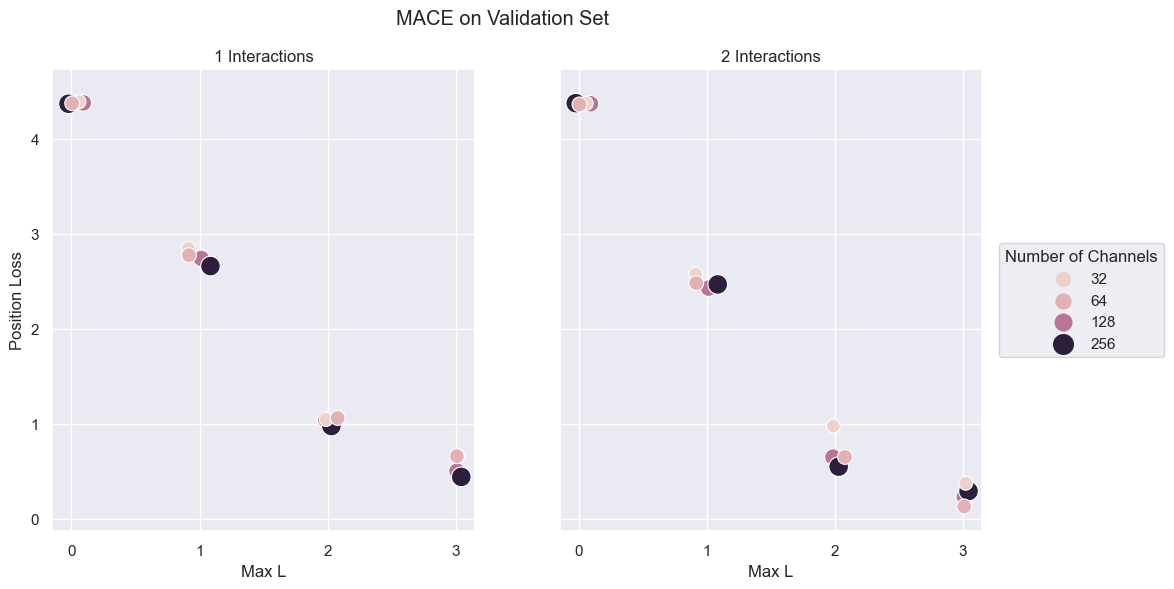 MACE on Validation Set
1 Interactions
2 Interactions
Position Loss
4
3
2
1
0
0 1 2 3
0 1 2 3
Max L
Max L
Number of Channels
32
64
128
256